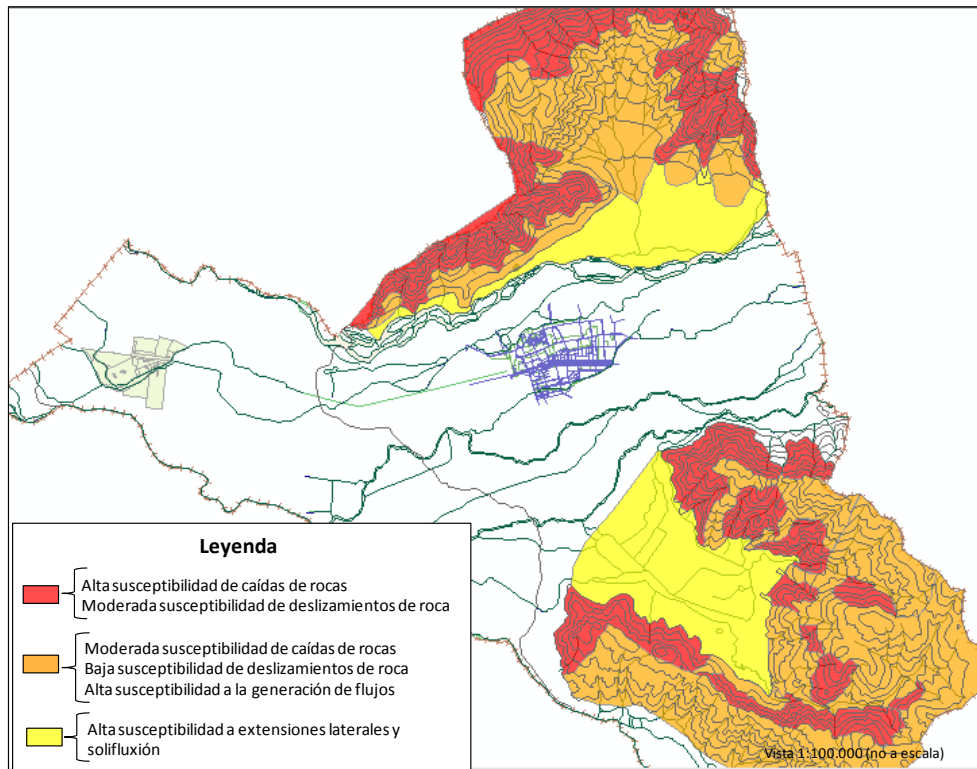 Leyenda
Alta susceptibilidad de caídas de rocas
Moderada susceptibilidad de deslizamientos de roca
Moderada susceptibilidad de caídas de rocas
Baja susceptibilidad de deslizamientos de roca
Alta susceptibilidad a la generación de flujos
Alta susceptibilidad a extensiones laterales y
solifluxión
Vista 1:100.000 (no a escala)